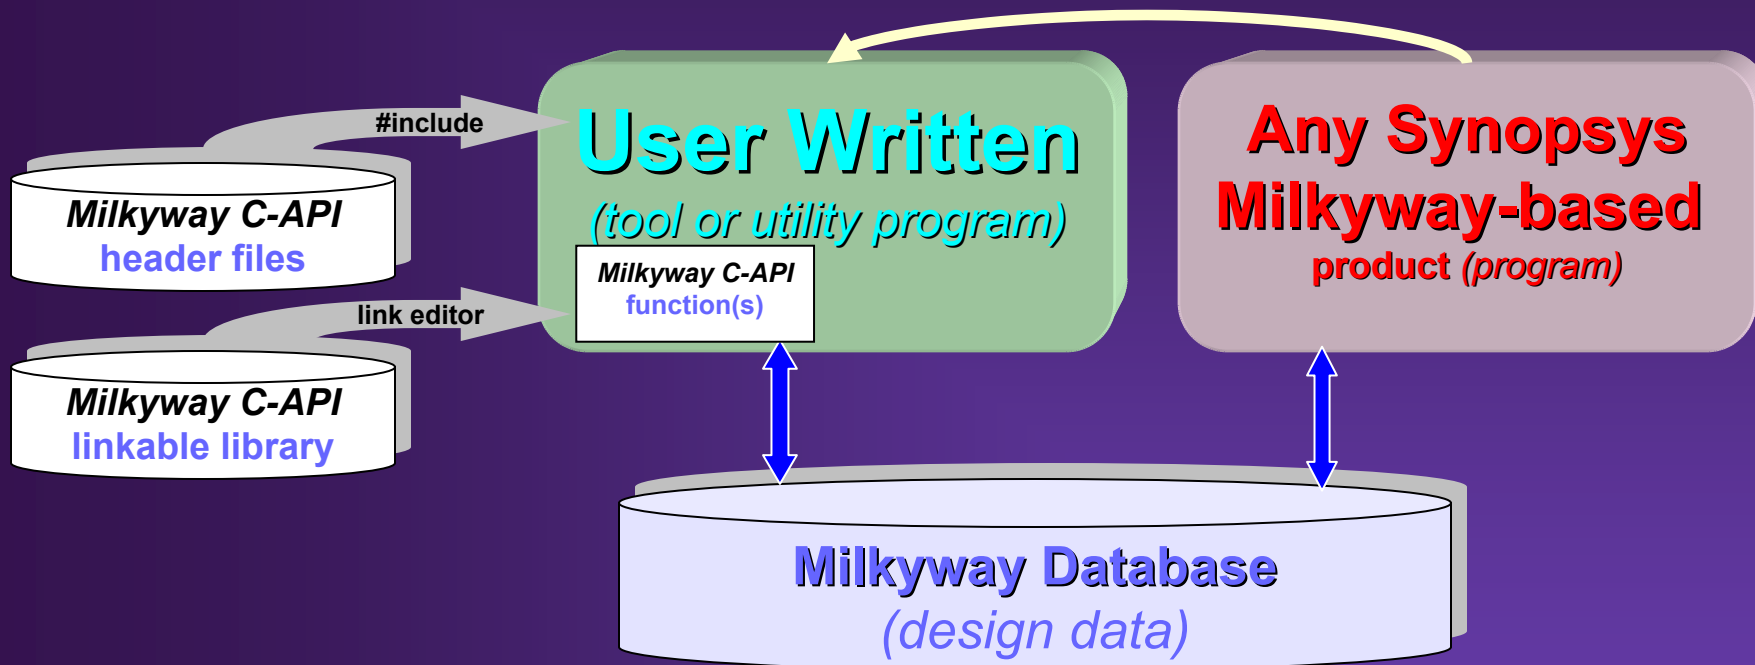 #include
Milkyway C-API
header files
link editor
Milkyway C-API
linkable library
User Written
(tool or utility program)
Milkyway C-API
function(s)
Any Synopsys
Milkyway-based
product (program)
Milkyway Database
(design data)